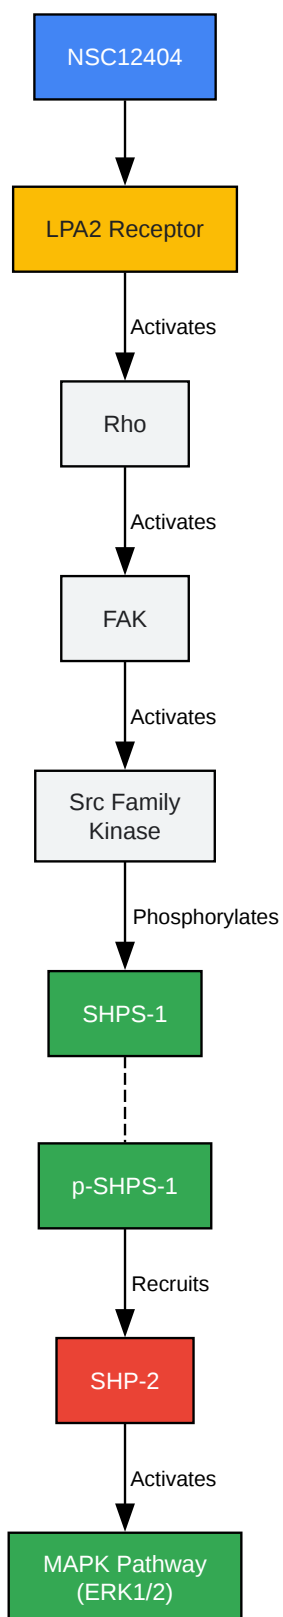 NSC12404
LPA2 Receptor
Activates
Rho
Activates
FAK
Activates
Src Family
Kinase
Phosphorylates
SHPS-1
p-SHPS-1
Recruits
SHP-2
Activates
MAPK Pathway
(ERK1/2)